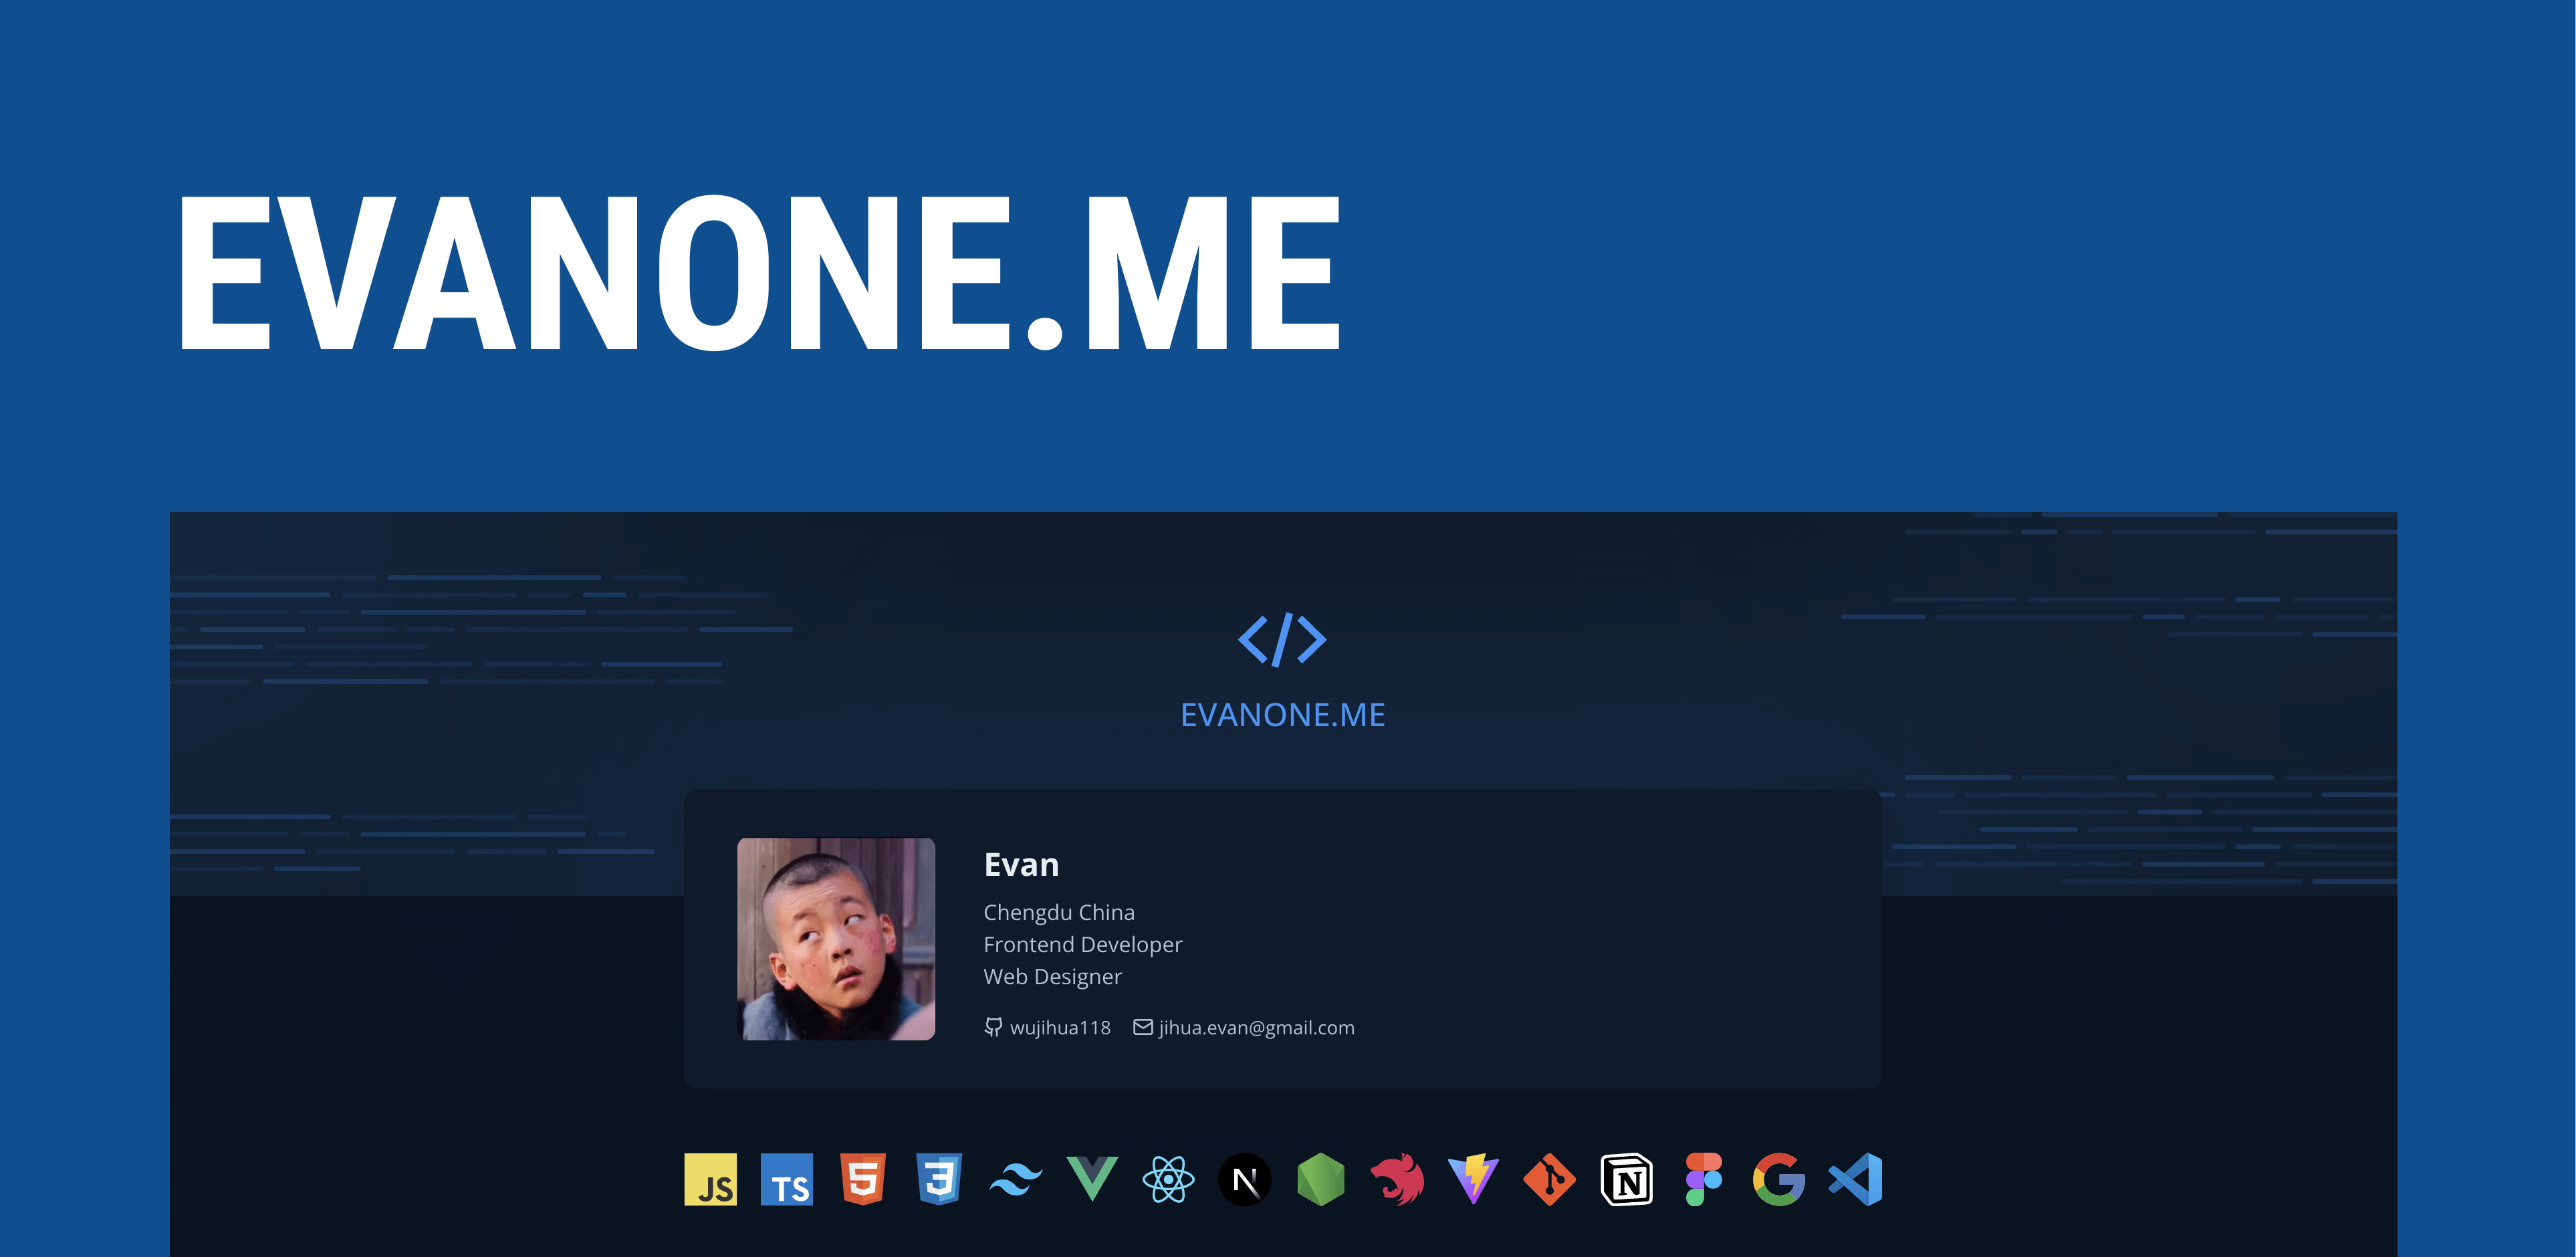 EVANONE.ME
EVANONE.ME
Evan
Chengdu China
Frontend Developer
Web Designer
wujihua118 jihua.evan@gmail.com
JS TS 5 3 N N G